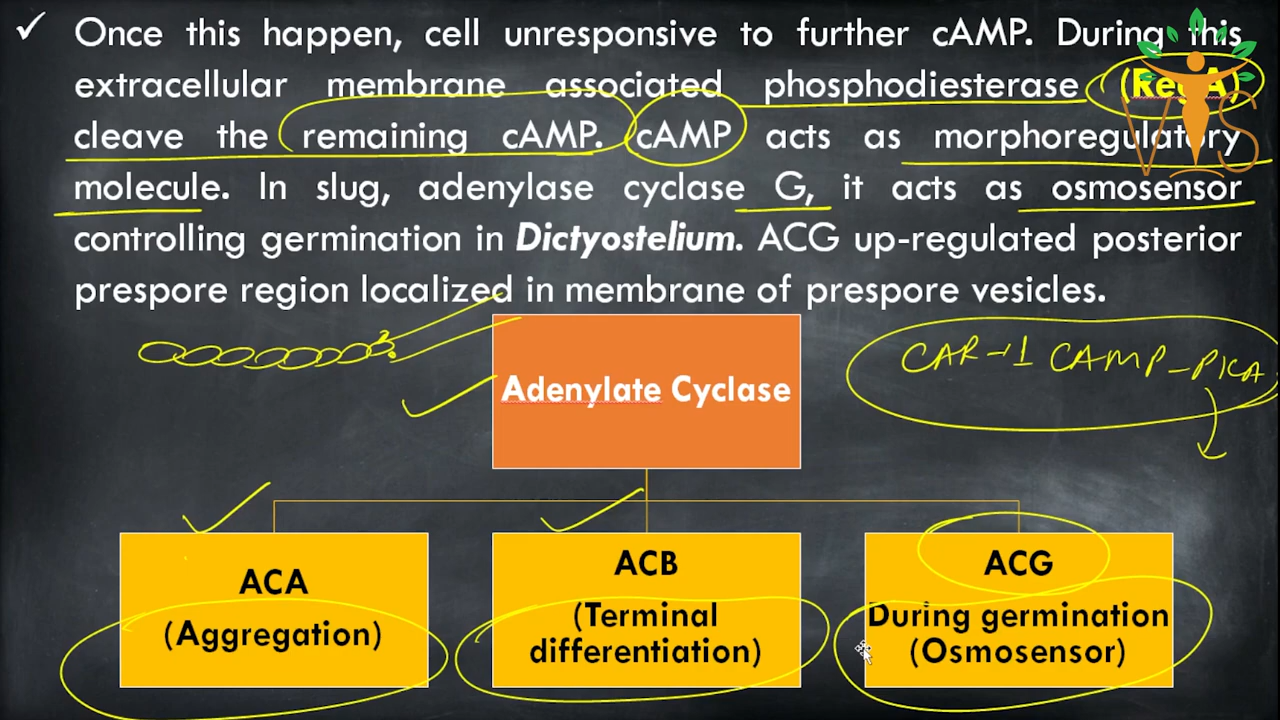 ✓ Once this happen, cell unresponsive to further cAMP. During this
extracellular membrane associated phosphodiesterase (RegA)
cleave the remaining cAMP. cAMP acts as morphoregulatory
molecule. In slug, adenylase cyclase G, it acts as osmosensor
controlling germination in Dictyostelium. ACG up-regulated posterior
prespore region localized in membrane of prespore vesicles.
CAR-1 CAMP-PKA
Adenylate Cyclase
ACA
(Aggregation)
ACB
(Terminal
differentiation)
ACG
During germination
(Osmosensor)